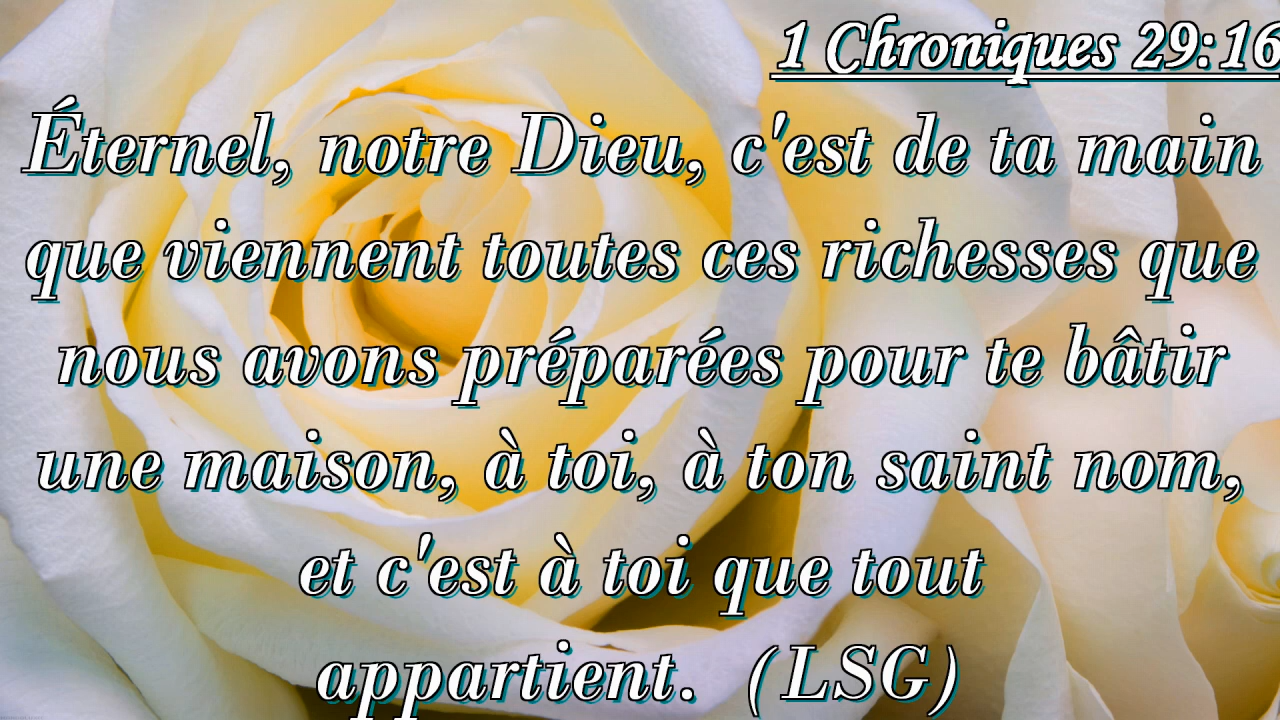 1 Chroniques 29:16
Éternel, notre Dieu, c'est de ta main
que viennent toutes ces richesses que
nous avons préparées pour te bâtir
une maison, à toi, à ton saint nom,
et c'est à toi que tout
appartient. (LSG)